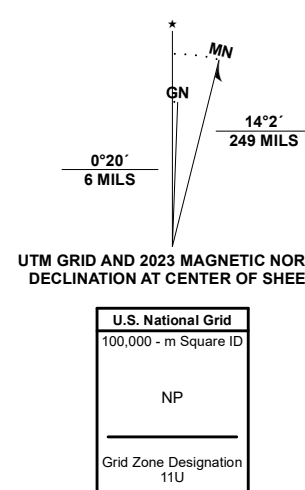 ★
MN
GN
14°2´
249 MILS
0°20´
6 MILS
UTM GRID AND 2023 MAGNETIC NOR
DECLINATION AT CENTER OF SHEE
U.S. National Grid
100,000 - m Square ID
NP
Grid Zone Designation
11U